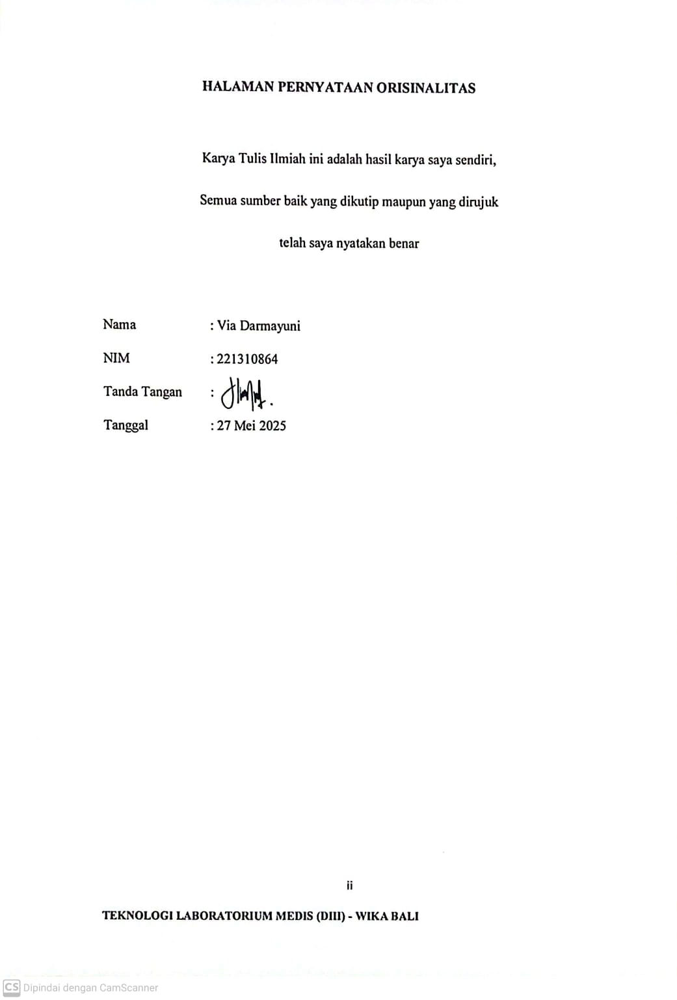 HALAMAN PERNYATAAN ORISINALITAS
Karya Tulis Ilmiah ini adalah hasil karya saya sendiri,
Semua sumber baik yang dikutip maupun yang dirujuk
telah saya nyatakan benar
Nama : Via Darmayuni
NIM : 221310864
Tanda Tangan :
Tanggal : 27 Mei 2025
ii
TEKNOLOGI LABORATORIUM MEDIS (DIII) - WIKA BALI
CS Dipindai dengan CamScanner